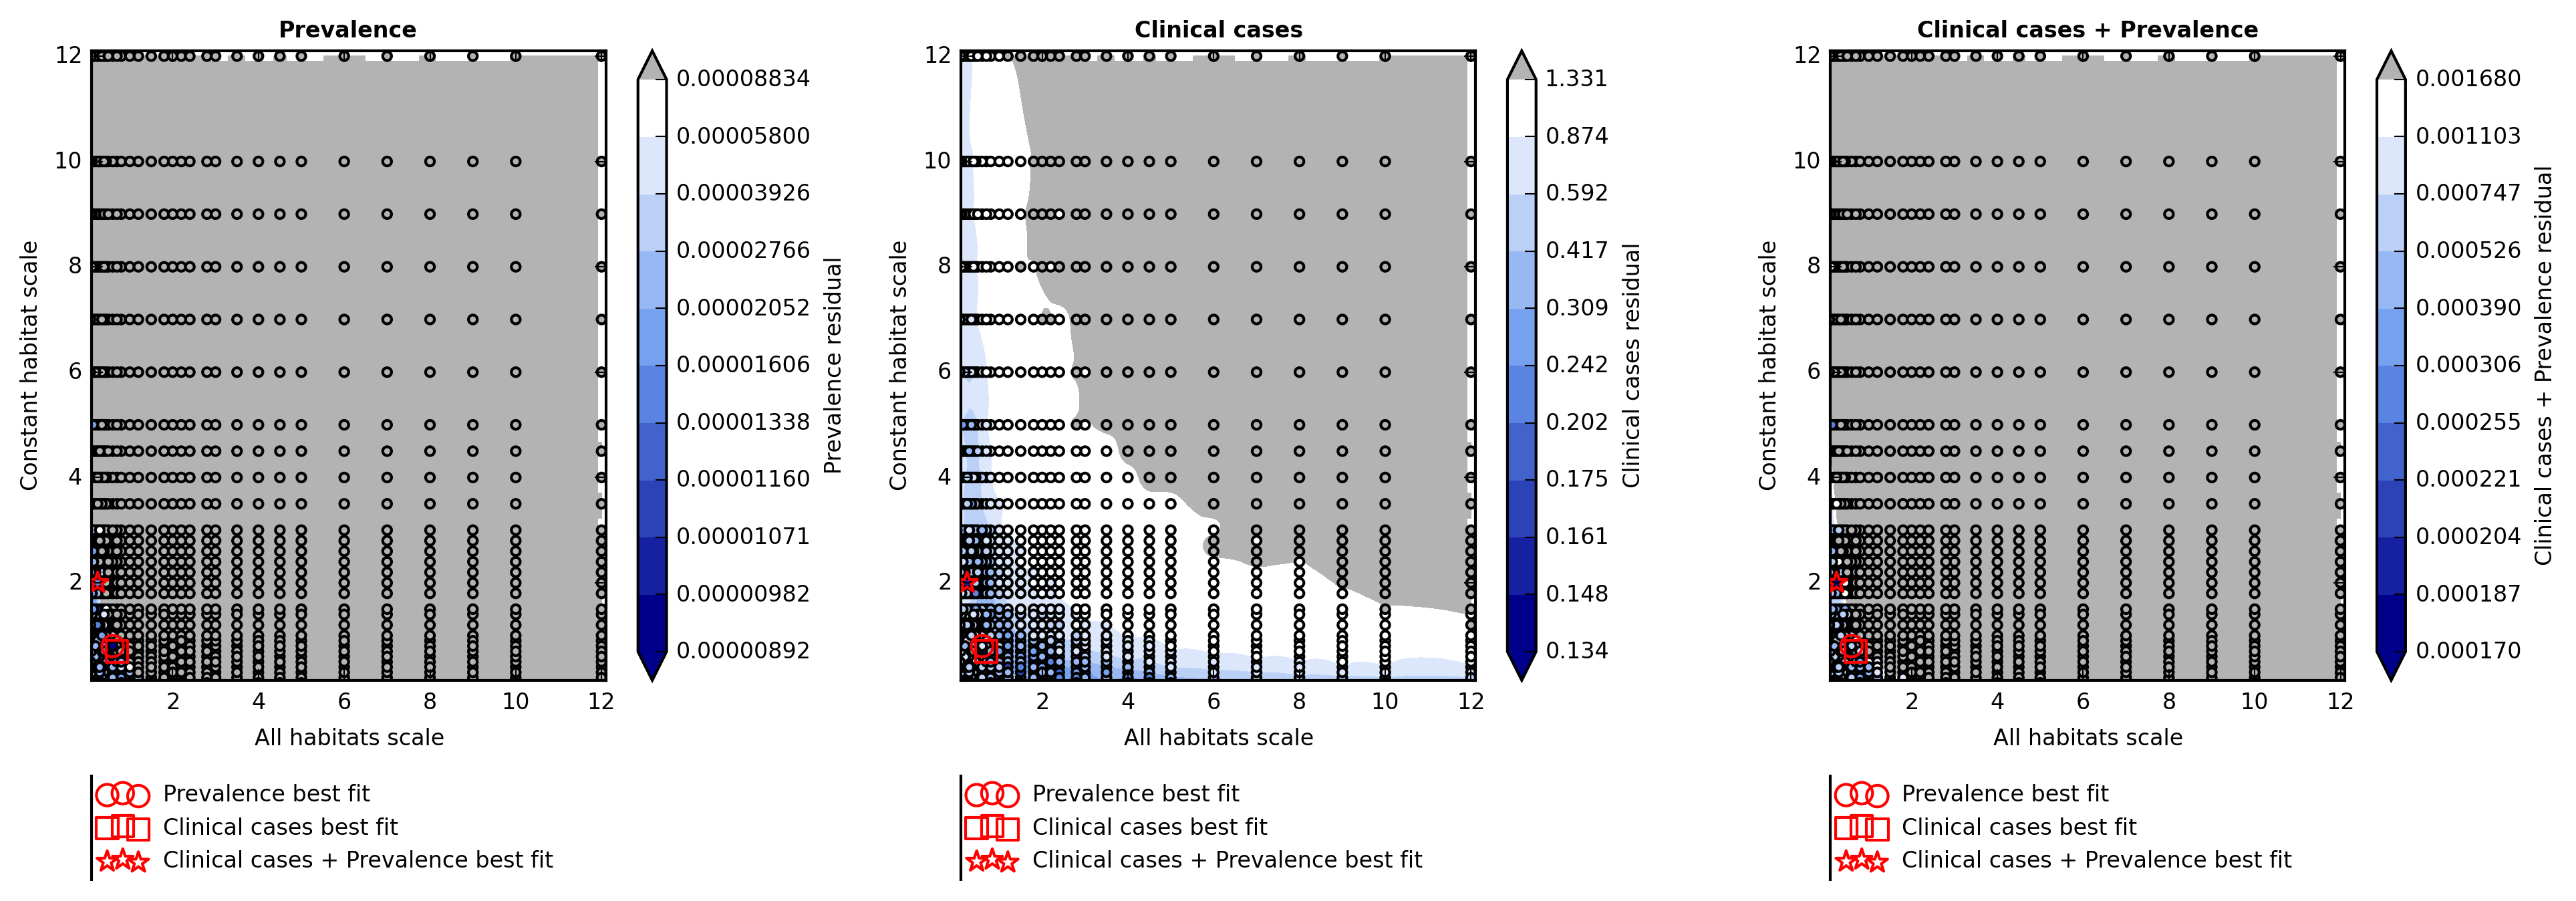 Prevalence
Clinical cases
Clinical cases + Prevalence
12
10
8
6
4
2
Constant habitat scale
2 4 6 8 10 12
All habitats scale
0.00008834
0.00005800
0.00003926
0.00002766
0.00002052
0.00001606
0.00001338
0.00001160
0.00001071
0.00000982
0.00000892
Prevalence residual
12
10
8
6
4
2
Constant habitat scale
2 4 6 8 10 12
All habitats scale
1.331
0.874
0.592
0.417
0.309
0.242
0.202
0.175
0.161
0.148
0.134
Clinical cases residual
12
10
8
6
4
2
Constant habitat scale
2 4 6 8 10 12
All habitats scale
0.001680
0.001103
0.000747
0.000526
0.000390
0.000306
0.000255
0.000221
0.000204
0.000187
0.000170
Clinical cases + Prevalence residual
Prevalence best fit
Clinical cases best fit
Clinical cases + Prevalence best fit
Prevalence best fit
Clinical cases best fit
Clinical cases + Prevalence best fit
Prevalence best fit
Clinical cases best fit
Clinical cases + Prevalence best fit